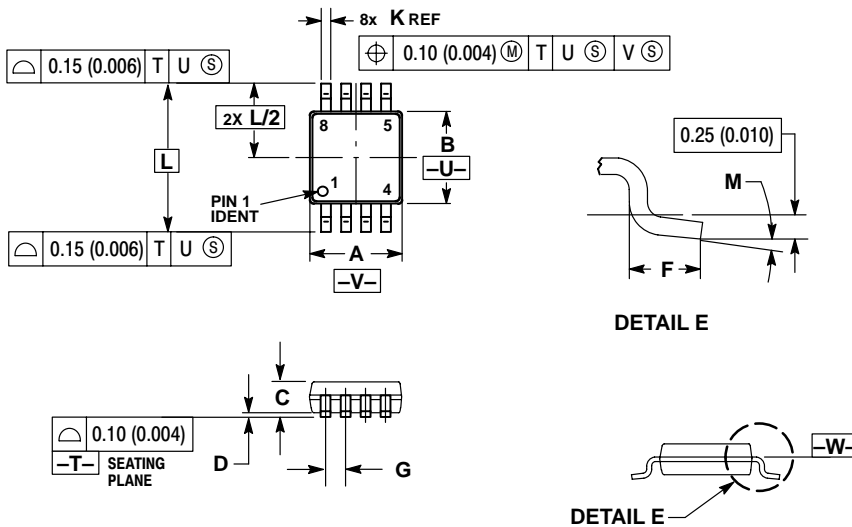 8x K REF
⌓ 0.15 (0.006) T U Ⓢ
⌖ 0.10 (0.004) Ⓜ T U Ⓢ V Ⓢ
2X L/2
8 5
B
–U–
L
1
4
PIN 1
IDENT
⌓ 0.15 (0.006) T U Ⓢ
A
–V–
0.25 (0.010)
M
F
DETAIL E
C
⌓ 0.10 (0.004)
–T– SEATING
PLANE
D
G
–W–
DETAIL E